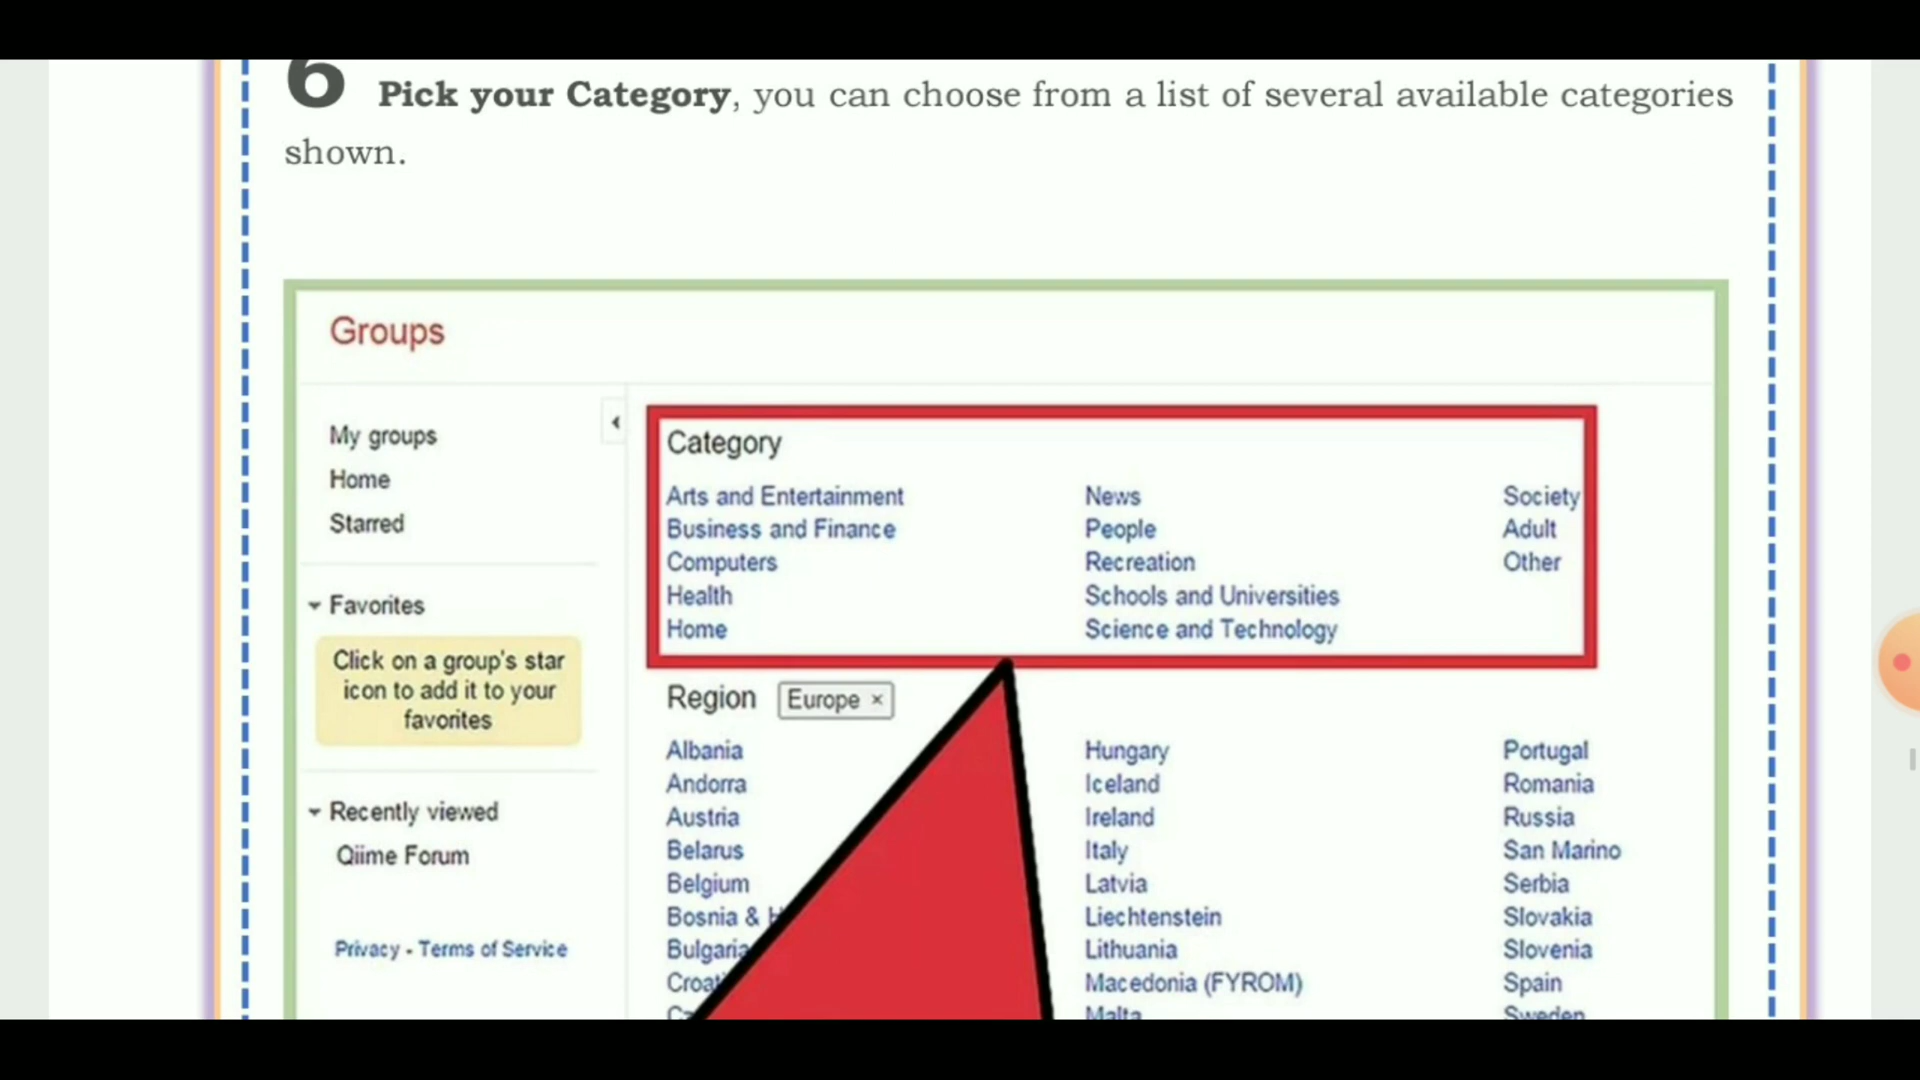 6 Pick your Category, you can choose from a list of several available categories
shown.
Groups
My groups
Home
Starred
Favorites
Click on a group's star
icon to add it to your
favorites
Recently viewed
Qiime Forum
Privacy - Terms of Service
Category
Arts and Entertainment
Business and Finance
Computers
Health
Home
News
People
Recreation
Schools and Universities
Science and Technology
Society
Adult
Other
Region Europe ×
Albania
Andorra
Austria
Belarus
Belgium
Bosnia &
Bulgaria
Hungary
Iceland
Ireland
Italy
Latvia
Liechtenstein
Lithuania
Macedonia (FYROM)
Malta
Portugal
Romania
Russia
San Marino
Serbia
Slovakia
Slovenia
Spain
Sweden